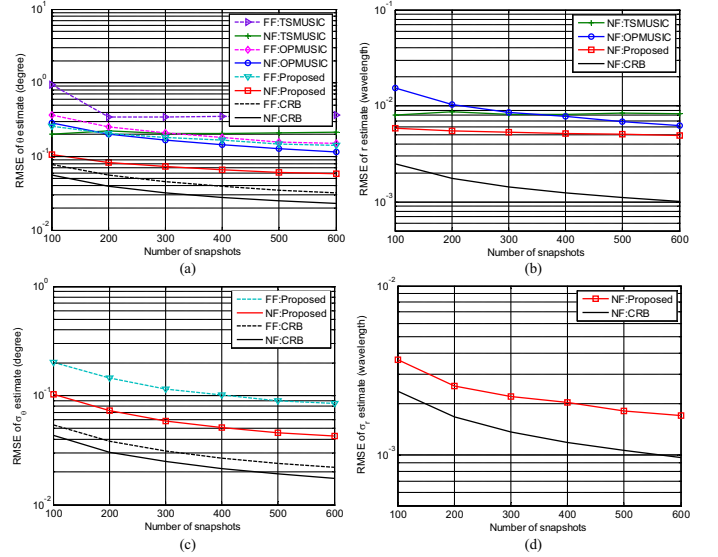 10^1
10^0
10^-1
10^-2
RMSE of θ estimate (degree)
FF:TSMUSIC
NF:TSMUSIC
FF:OPMUSIC
NF:OPMUSIC
FF:Proposed
NF:Proposed
FF:CRB
NF:CRB
100 200 300 400 500 600
Number of snapshots
(a)
10^-1
10^-2
10^-3
RMSE of r estimate (wavelength)
NF:TSMUSIC
NF:OPMUSIC
NF:Proposed
NF:CRB
100 200 300 400 500 600
Number of snapshots
(b)
10^0
10^-1
10^-2
RMSE of σ_θ estimate (degree)
FF:Proposed
NF:Proposed
FF:CRB
NF:CRB
100 200 300 400 500 600
Number of snapshots
(c)
10^-2
10^-3
RMSE of σ_r estimate (wavelength)
NF:Proposed
NF:CRB
100 200 300 400 500 600
Number of snapshots
(d)